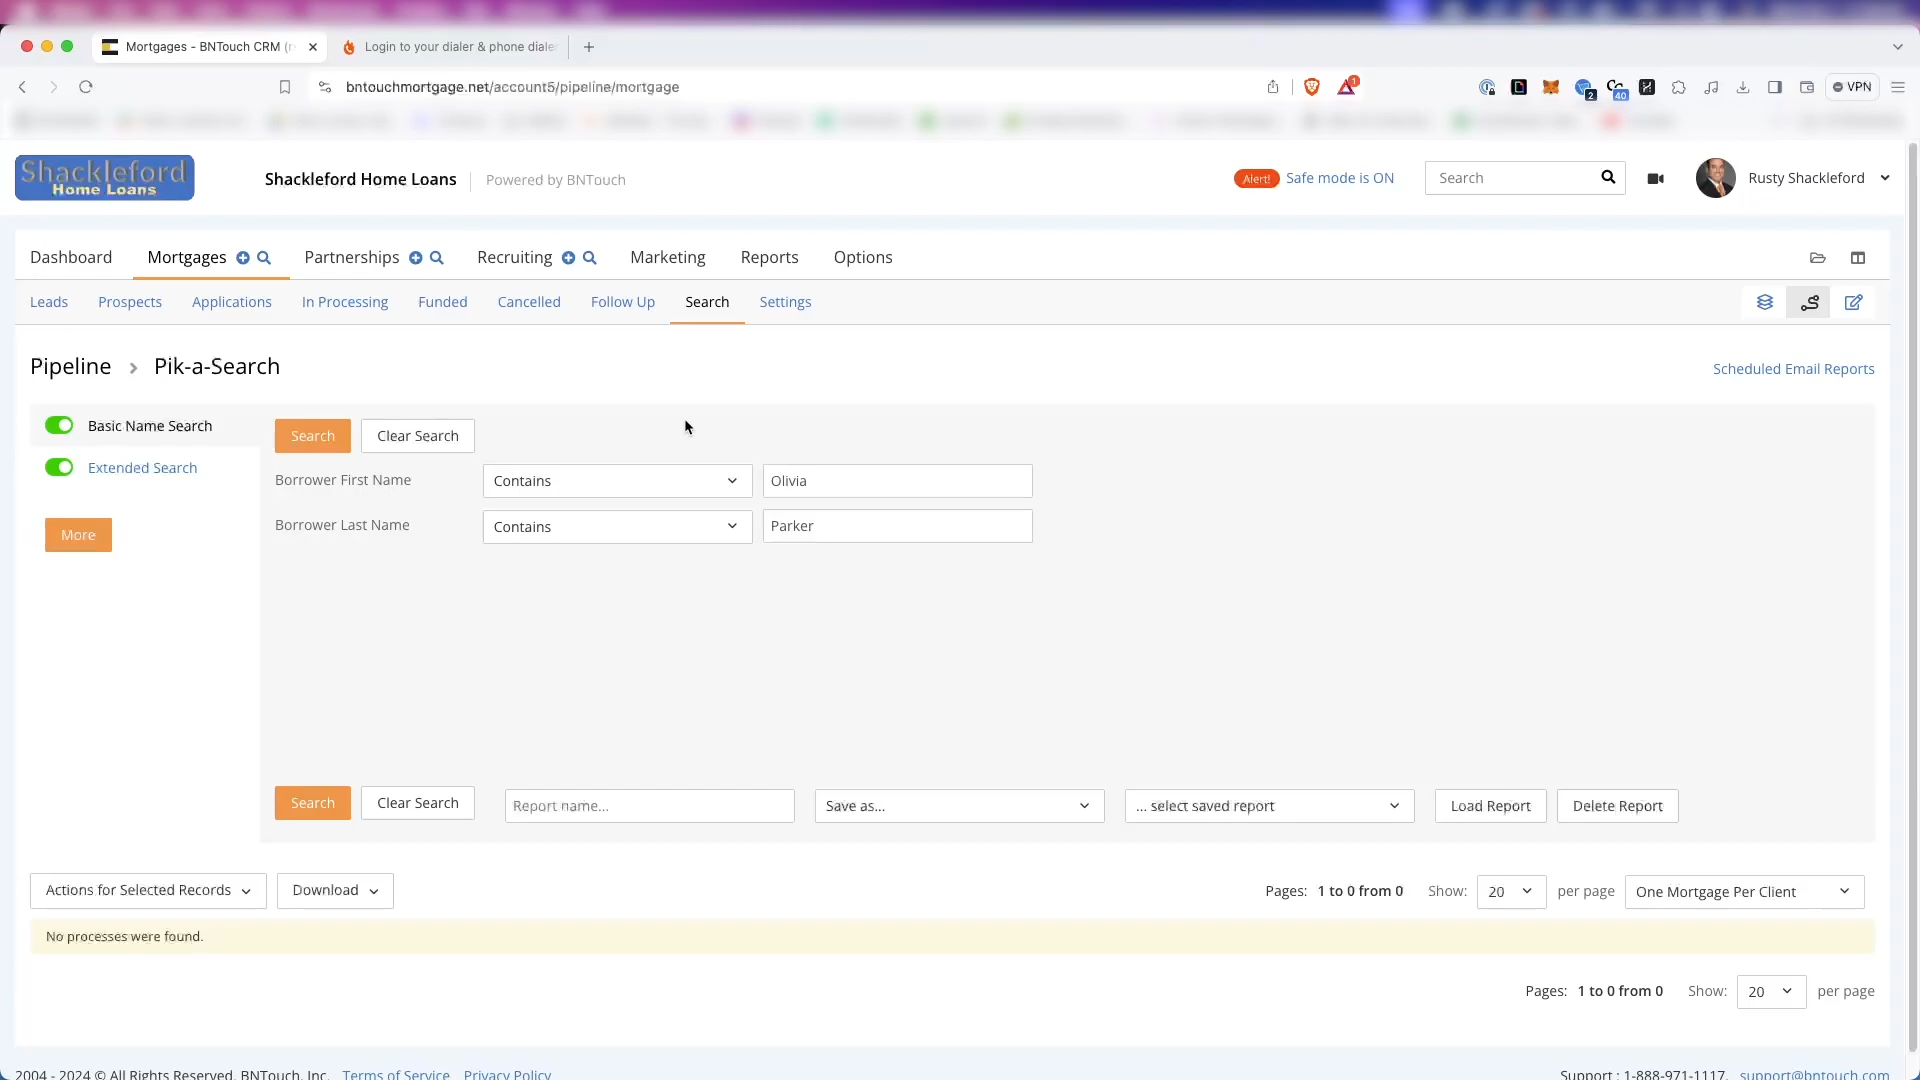 Mortgages - BNTouch CRM (
Login to your dialer & phone diale
bntouchmortgage.net/account5/pipeline/mortgage
1
2
40
VPN
Shackleford
Home Loans
Shackleford Home Loans
Powered by BNTouch
Alert! Safe mode is ON
Search
Rusty Shackleford
Dashboard
Mortgages
Partnerships
Recruiting
Marketing
Reports
Options
Leads
Prospects
Applications
In Processing
Funded
Cancelled
Follow Up
Search
Settings
Pipeline > Pik-a-Search
Scheduled Email Reports
Basic Name Search
Extended Search
More
Search
Clear Search
Borrower First Name
Contains
Olivia
Borrower Last Name
Contains
Parker
Search
Clear Search
Report name...
Save as...
... select saved report
Load Report
Delete Report
Actions for Selected Records
Download
Pages: 1 to 0 from 0
Show: 20 per page
One Mortgage Per Client
No processes were found.
Pages: 1 to 0 from 0
Show: 20 per page
2004 - 2024 © All Rights Reserved. BNTouch, Inc.
Terms of Service
Privacy Policy
Support : 1-888-971-1117,
support@bntouch.com